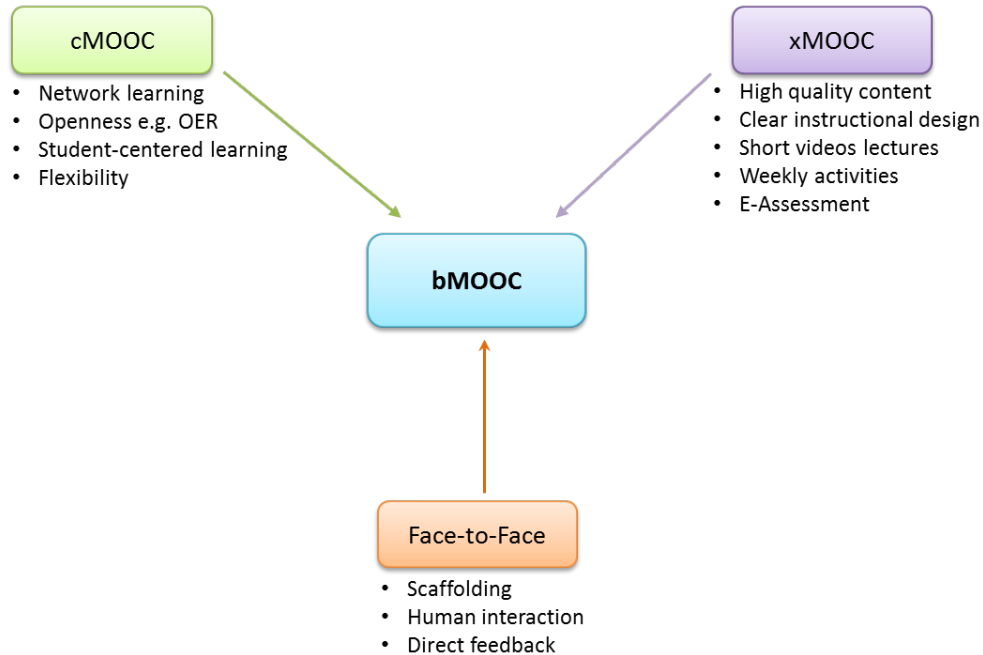 cMOOC
• Network learning
• Openness e.g. OER
• Student-centered learning
• Flexibility
xMOOC
• High quality content
• Clear instructional design
• Short videos lectures
• Weekly activities
• E-Assessment
bMOOC
Face-to-Face
• Scaffolding
• Human interaction
• Direct feedback